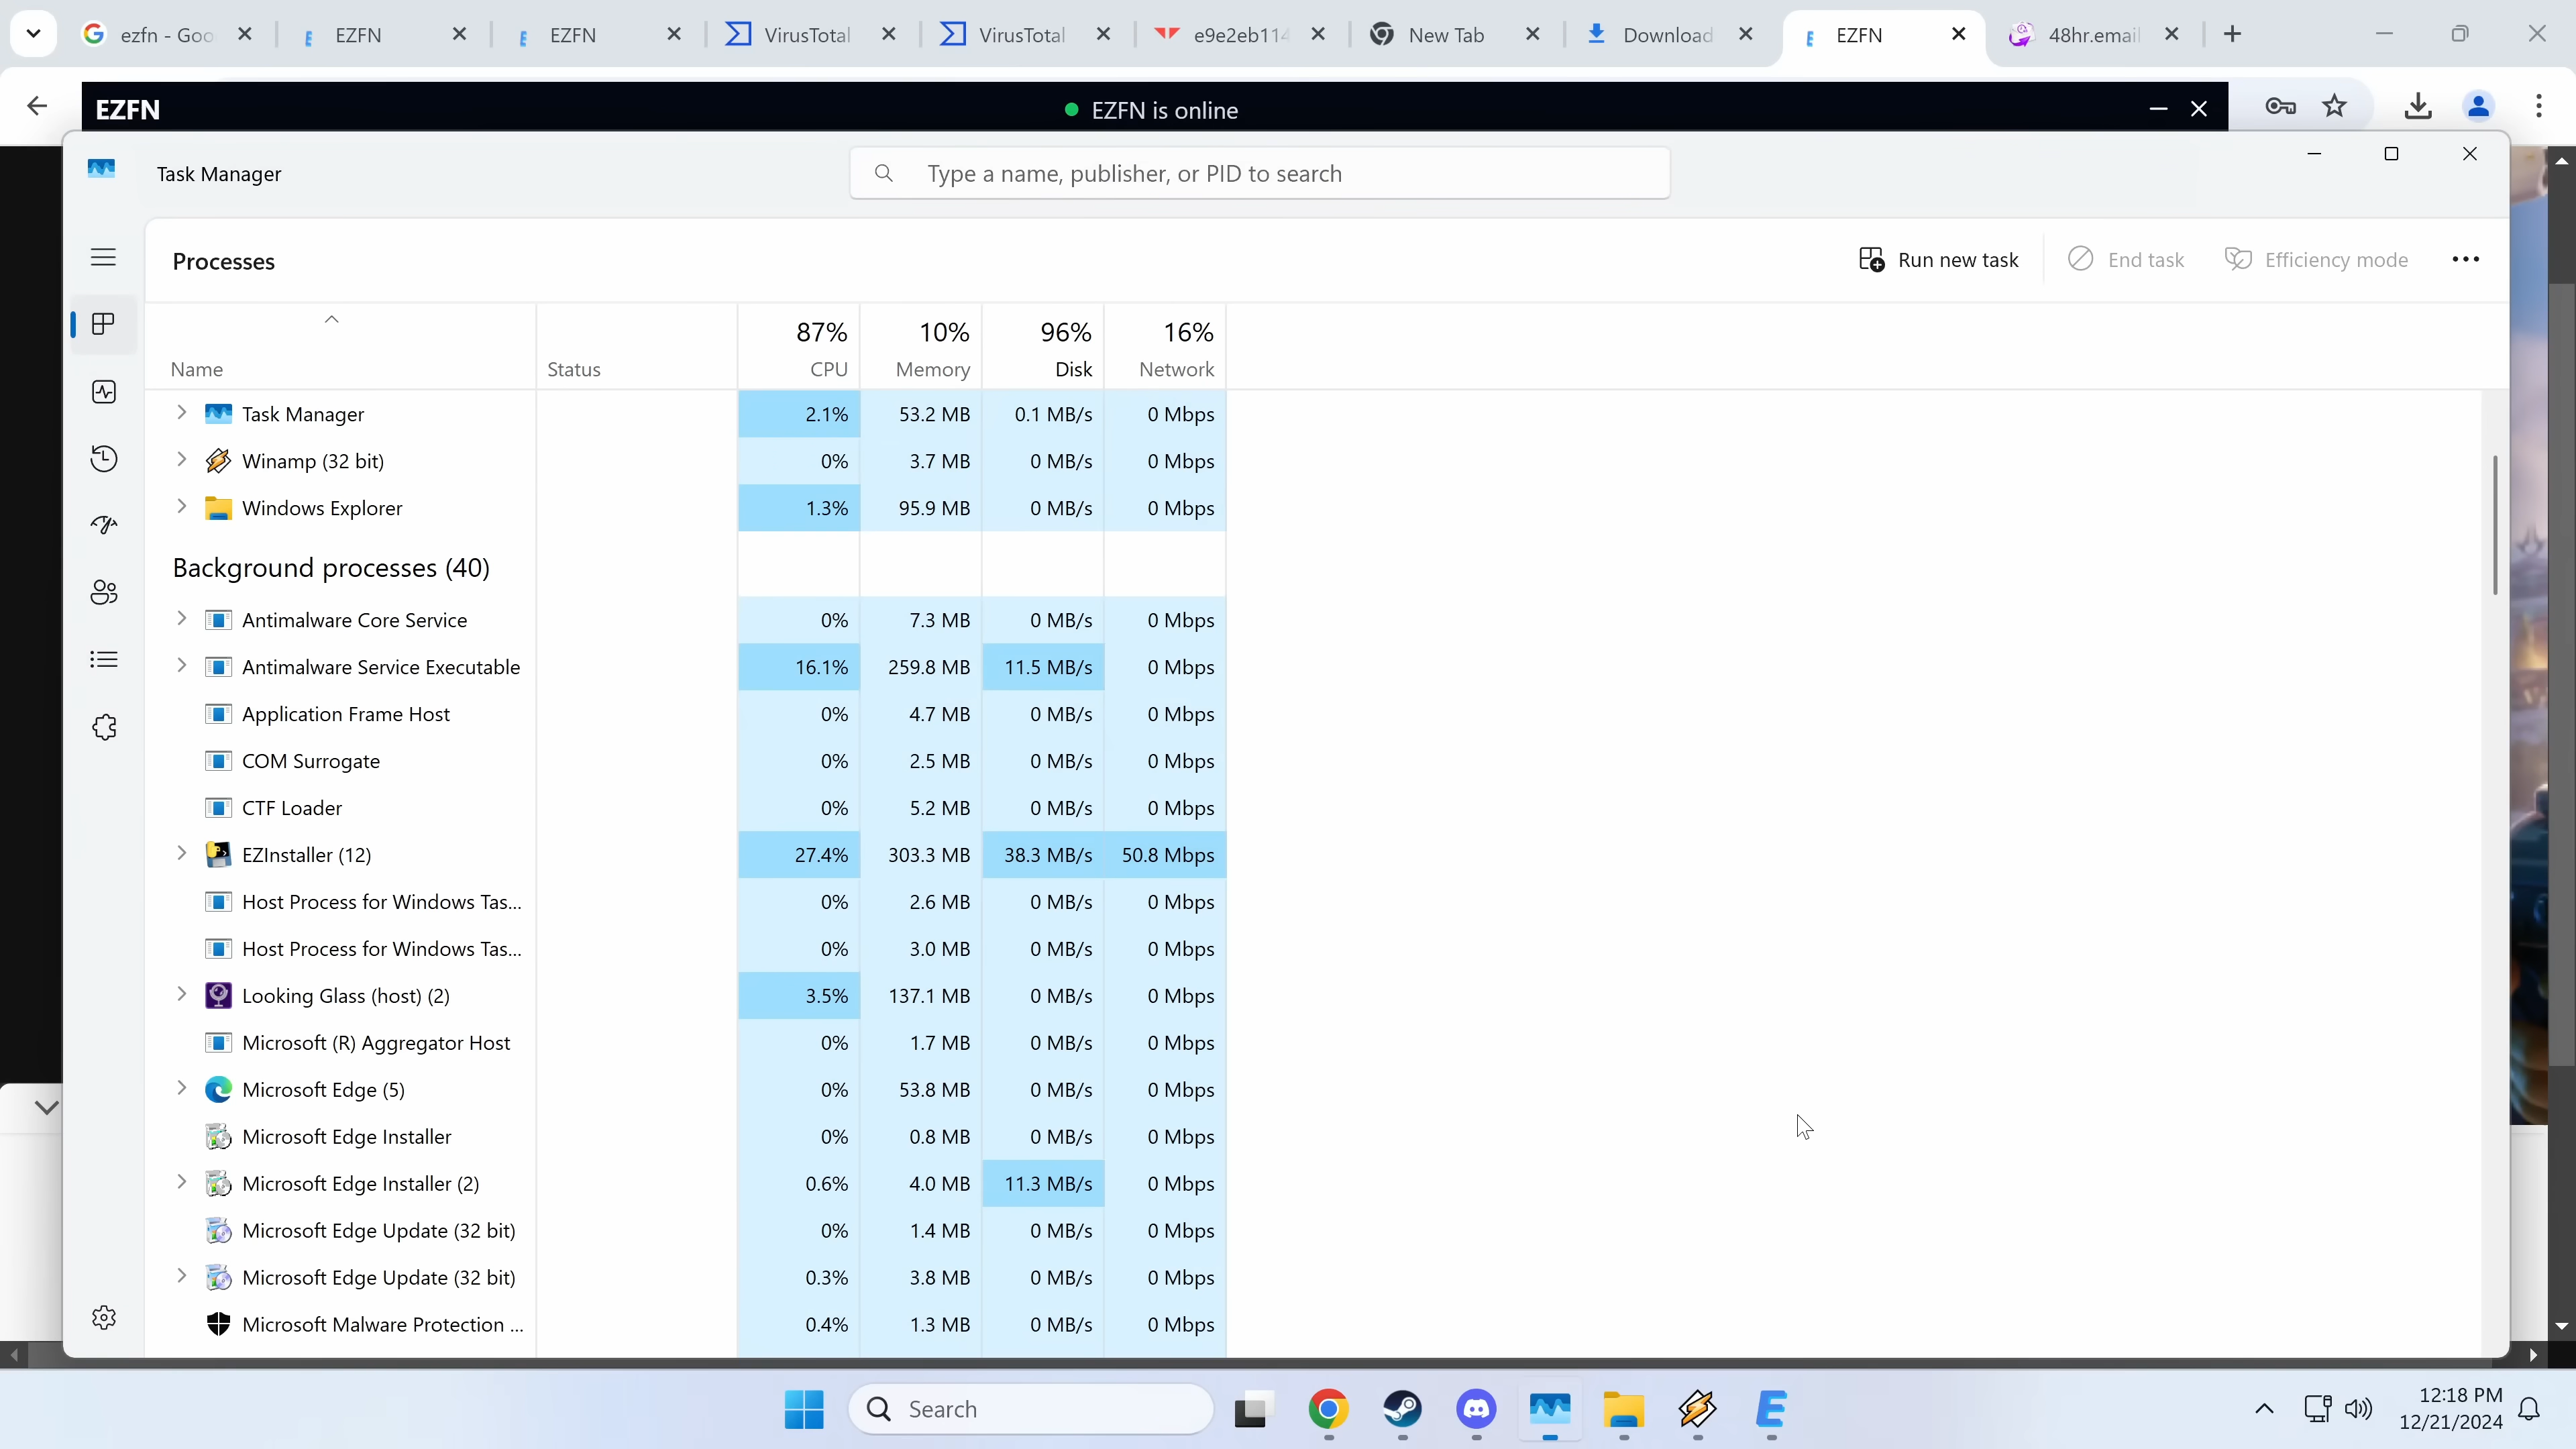 ezfn - Goo
EZFN
EZFN
VirusTotal
VirusTotal
e9e2eb114
New Tab
Download
EZFN
48hr.email
EZFN
EZFN is online
Task Manager
Type a name, publisher, or PID to search
Processes
Run new task
End task
Efficiency mode
87% 10% 96% 16%
Name Status CPU Memory Disk Network
Task Manager 2.1% 53.2 MB 0.1 MB/s 0 Mbps
Winamp (32 bit) 0% 3.7 MB 0 MB/s 0 Mbps
Windows Explorer 1.3% 95.9 MB 0 MB/s 0 Mbps
Background processes (40)
Antimalware Core Service 0% 7.3 MB 0 MB/s 0 Mbps
Antimalware Service Executable 16.1% 259.8 MB 11.5 MB/s 0 Mbps
Application Frame Host 0% 4.7 MB 0 MB/s 0 Mbps
COM Surrogate 0% 2.5 MB 0 MB/s 0 Mbps
CTF Loader 0% 5.2 MB 0 MB/s 0 Mbps
EZInstaller (12) 27.4% 303.3 MB 38.3 MB/s 50.8 Mbps
Host Process for Windows Tas... 0% 2.6 MB 0 MB/s 0 Mbps
Host Process for Windows Tas... 0% 3.0 MB 0 MB/s 0 Mbps
Looking Glass (host) (2) 3.5% 137.1 MB 0 MB/s 0 Mbps
Microsoft (R) Aggregator Host 0% 1.7 MB 0 MB/s 0 Mbps
Microsoft Edge (5) 0% 53.8 MB 0 MB/s 0 Mbps
Microsoft Edge Installer 0% 0.8 MB 0 MB/s 0 Mbps
Microsoft Edge Installer (2) 0.6% 4.0 MB 11.3 MB/s 0 Mbps
Microsoft Edge Update (32 bit) 0% 1.4 MB 0 MB/s 0 Mbps
Microsoft Edge Update (32 bit) 0.3% 3.8 MB 0 MB/s 0 Mbps
Microsoft Malware Protection ... 0.4% 1.3 MB 0 MB/s 0 Mbps
Search
12:18 PM
12/21/2024